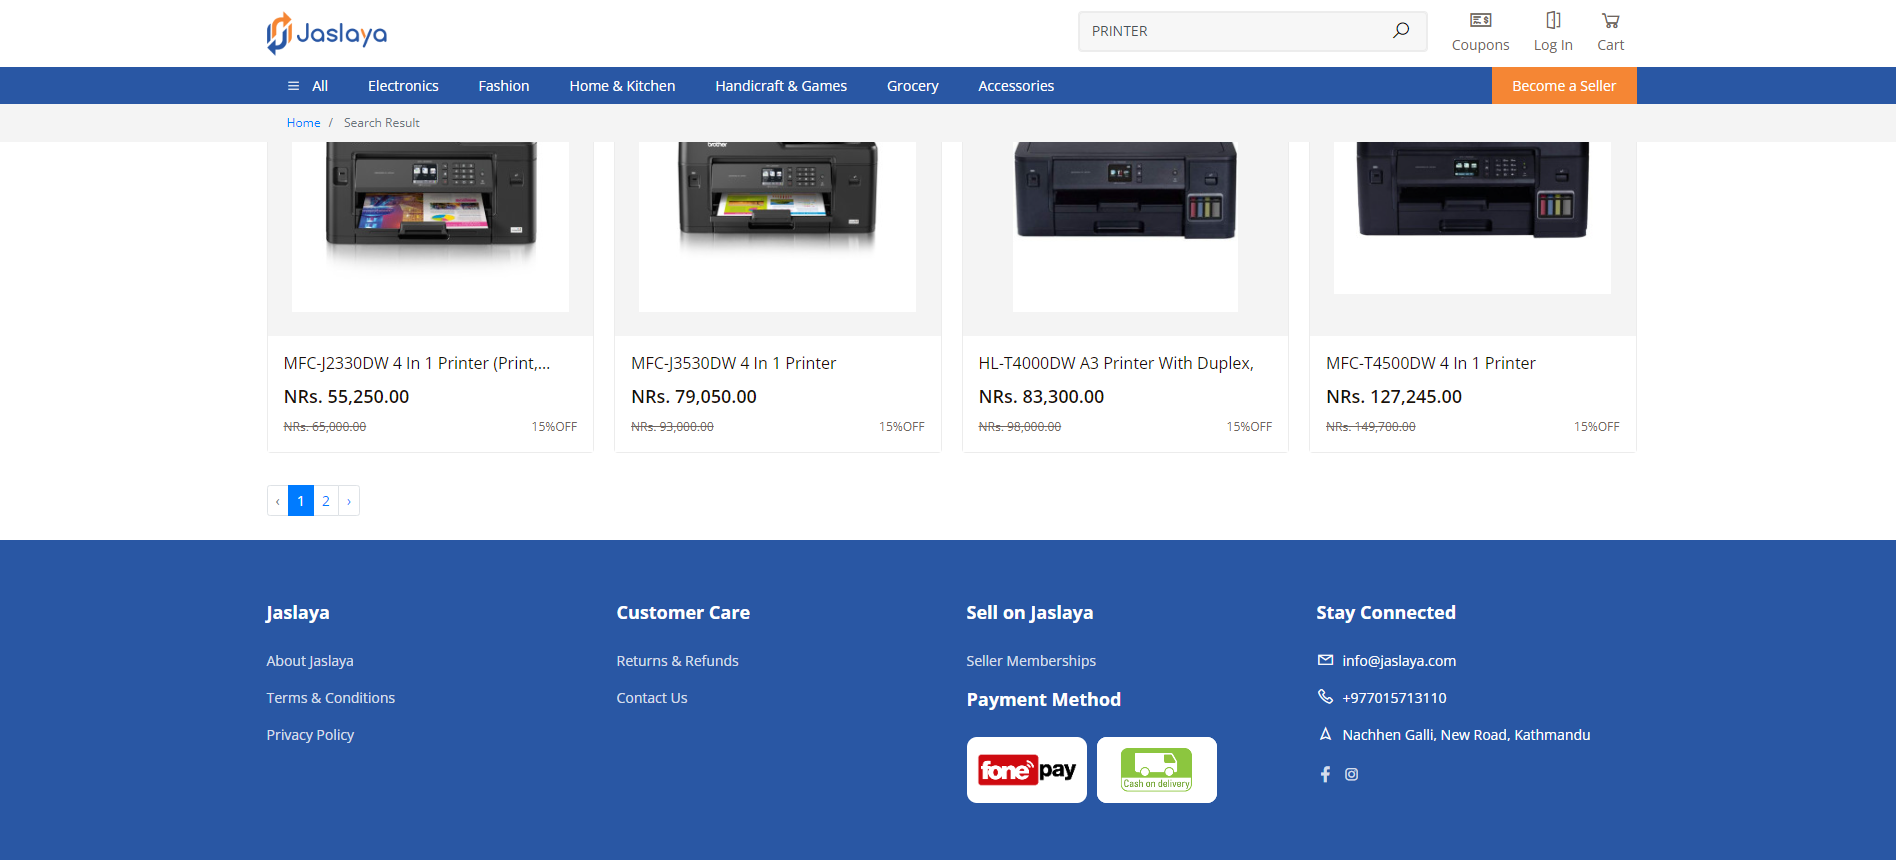 Jaslaya
PRINTER
Coupons
Log In
Cart
All
Electronics
Fashion
Home & Kitchen
Handicraft & Games
Grocery
Accessories
Become a Seller
Home / Search Result
brother
MFC-J2330DW 4 In 1 Printer (Print,...
NRs. 55,250.00
NRs. 65,000.00 15%OFF
MFC-J3530DW 4 In 1 Printer
NRs. 79,050.00
NRs. 93,000.00 15%OFF
HL-T4000DW A3 Printer With Duplex,
NRs. 83,300.00
NRs. 98,000.00 15%OFF
MFC-T4500DW 4 In 1 Printer
NRs. 127,245.00
NRs. 149,700.00 15%OFF
‹ 1 2 ›
Jaslaya
About Jaslaya
Terms & Conditions
Privacy Policy
Customer Care
Returns & Refunds
Contact Us
Sell on Jaslaya
Seller Memberships
Payment Method
fonepay
Cash on delivery
Stay Connected
info@jaslaya.com
+977015713110
Nachhen Galli, New Road, Kathmandu